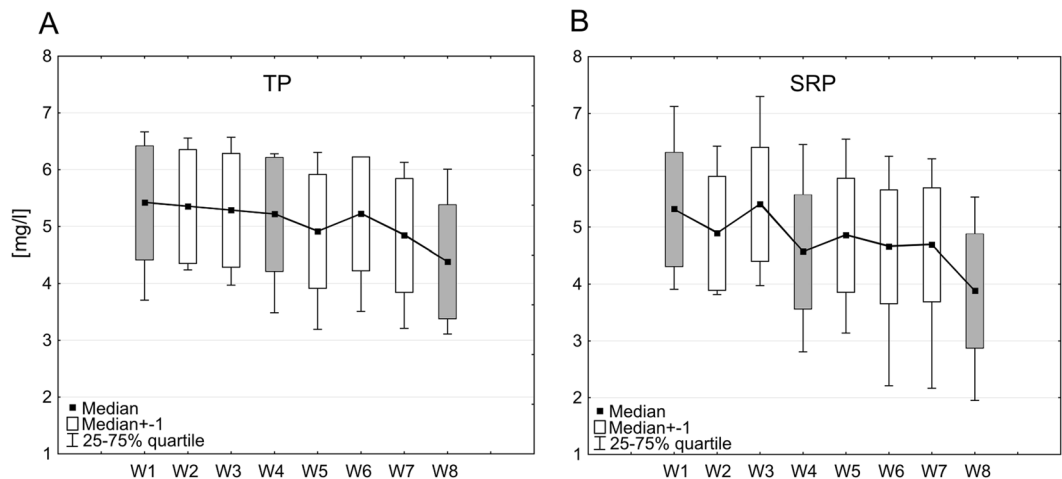 A
TP
[mg/l]
8
7
6
5
4
3
2
1
Median
Median+-1
25-75% quartile
W1 W2 W3 W4 W5 W6 W7 W8
B
SRP
8
7
6
5
4
3
2
1
Median
Median+-1
25-75% quartile
W1 W2 W3 W4 W5 W6 W7 W8